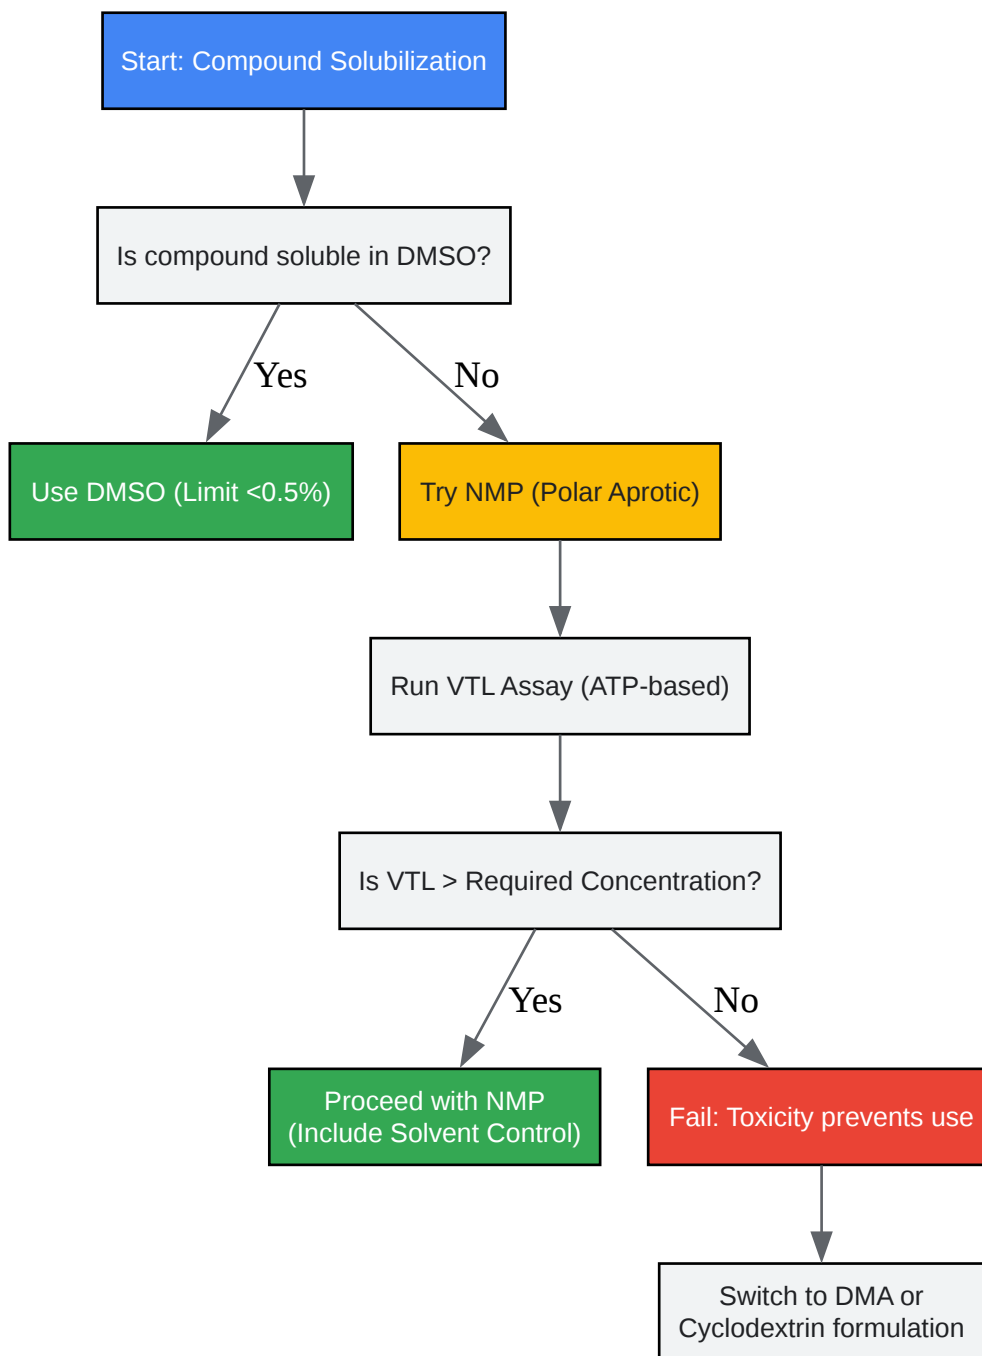 Start: Compound Solubilization
Is compound soluble in DMSO?
Yes
No
Use DMSO (Limit <0.5%)
Try NMP (Polar Aprotic)
Run VTL Assay (ATP-based)
Is VTL > Required Concentration?
Yes
No
Proceed with NMP
(Include Solvent Control)
Fail: Toxicity prevents use
Switch to DMA or
Cyclodextrin formulation